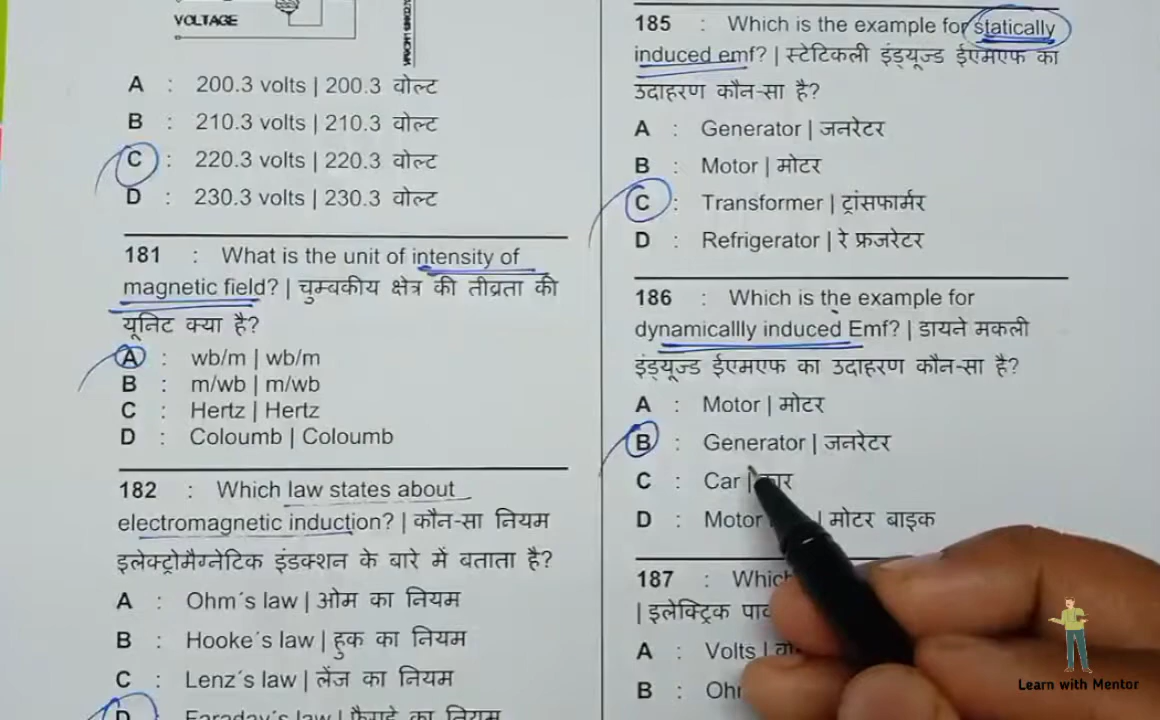 VOLTAGE
A : 200.3 volts | 200.3 वोल्ट
B : 210.3 volts | 210.3 वोल्ट
C : 220.3 volts | 220.3 वोल्ट
D : 230.3 volts | 230.3 वोल्ट
181 : What is the unit of intensity of
magnetic field? | चुम्बकीय क्षेत्र की तीव्रता की
यूनिट क्या है?
A : wb/m | wb/m
B : m/wb | m/wb
C : Hertz | Hertz
D : Coloumb | Coloumb
182 : Which law states about
electromagnetic induction? | कौन-सा नियम
इलेक्ट्रोमैग्नेटिक इंडक्शन के बारे में बताता है?
A : Ohm´s law | ओम का नियम
B : Hooke´s law | हुक का नियम
C : Lenz´s law | लेंज का नियम
D : Faraday´s law | फैराडे का नियम
185 : Which is the example for statically
induced emf? | स्टेटिकली इंड्यूज्ड ईएमएफ का
उदाहरण कौन-सा है?
A : Generator | जनरेटर
B : Motor | मोटर
C : Transformer | ट्रांसफार्मर
D : Refrigerator | रे फ्रजरेटर
186 : Which is the example for
dynamicallly induced Emf? | डायने मकली
इंड्यूज्ड ईएमएफ का उदाहरण कौन-सा है?
A : Motor | मोटर
B : Generator | जनरेटर
C : Car | कार
D : Motor | मोटर बाइक
187 : Which
| इलेक्ट्रिक
A : Volts |
B :
Learn with Mentor